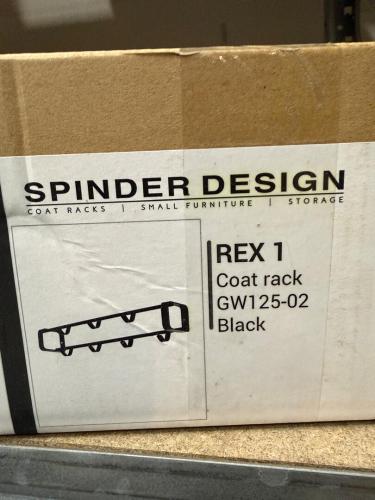 SPINDER DESIGN
COAT RACKS | SMALL FURNITURE | STORAGE
REX 1
Coat rack
GW125-02
Black